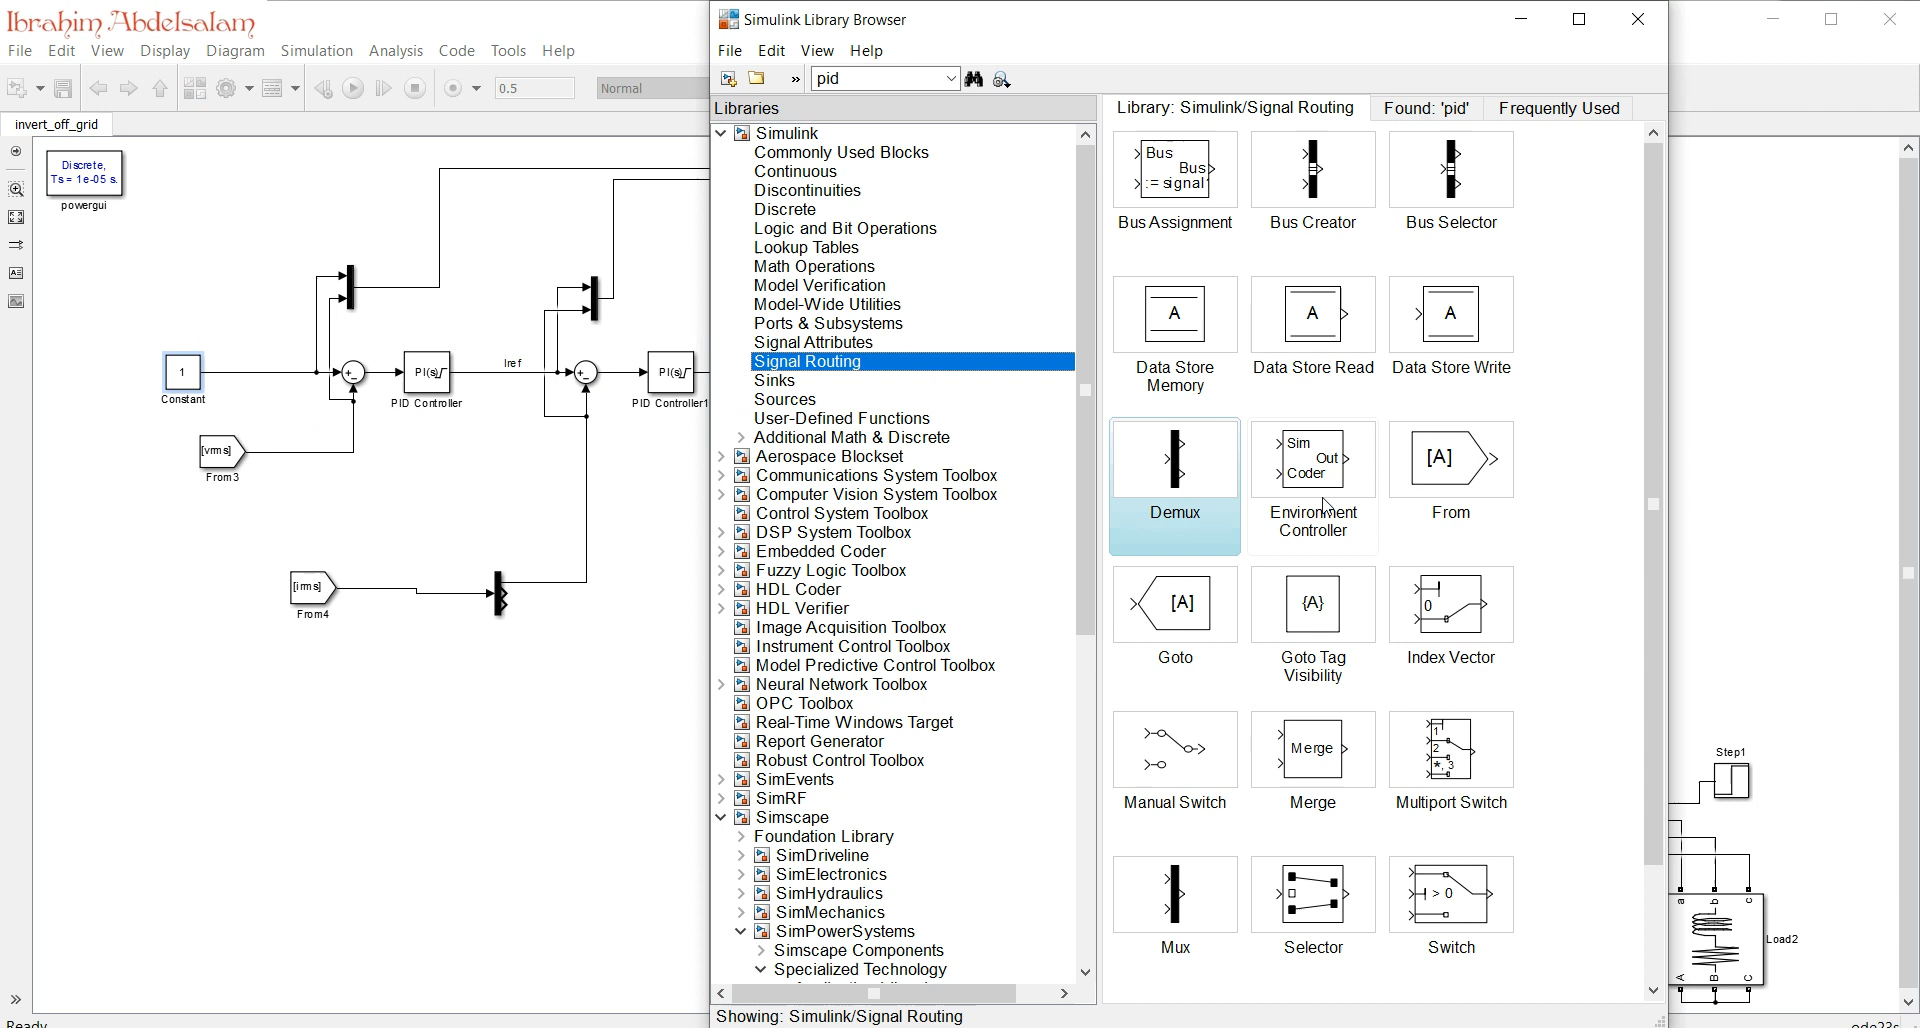 Ibrahim Abdelsalam
File Edit View Display Diagram Simulation Analysis Code Tools Help
0.5
Normal
invert_off_grid
Discrete,
Ts = 1e-05 s.
powergui
1
Constant
PI(s)
PID Controller
Iref
PI(s)
PID Controller1
[vrms]
From3
[irms]
From4
Ready
Simulink Library Browser
File Edit View Help
» pid
Libraries
Simulink
Commonly Used Blocks
Continuous
Discontinuities
Discrete
Logic and Bit Operations
Lookup Tables
Math Operations
Model Verification
Model-Wide Utilities
Ports & Subsystems
Signal Attributes
Signal Routing
Sinks
Sources
User-Defined Functions
Additional Math & Discrete
Aerospace Blockset
Communications System Toolbox
Computer Vision System Toolbox
Control System Toolbox
DSP System Toolbox
Embedded Coder
Fuzzy Logic Toolbox
HDL Coder
HDL Verifier
Image Acquisition Toolbox
Instrument Control Toolbox
Model Predictive Control Toolbox
Neural Network Toolbox
OPC Toolbox
Real-Time Windows Target
Report Generator
Robust Control Toolbox
SimEvents
SimRF
Simscape
Foundation Library
SimDriveline
SimElectronics
SimHydraulics
SimMechanics
SimPowerSystems
Simscape Components
Specialized Technology
Showing: Simulink/Signal Routing
Library: Simulink/Signal Routing Found: 'pid' Frequently Used
Bus
Bus
:= signal
Bus Assignment Bus Creator Bus Selector
A A A
Data Store Memory
Data Store Read Data Store Write
Sim
Out
Coder
[A]
Demux
Environment
Controller
From
[A] {A} 0
Goto
Goto Tag
Visibility
Index Vector
Merge
1
2
*, 3
Manual Switch Merge Multiport Switch
> 0
Mux Selector Switch
Step1
a b c
Load2
A B C